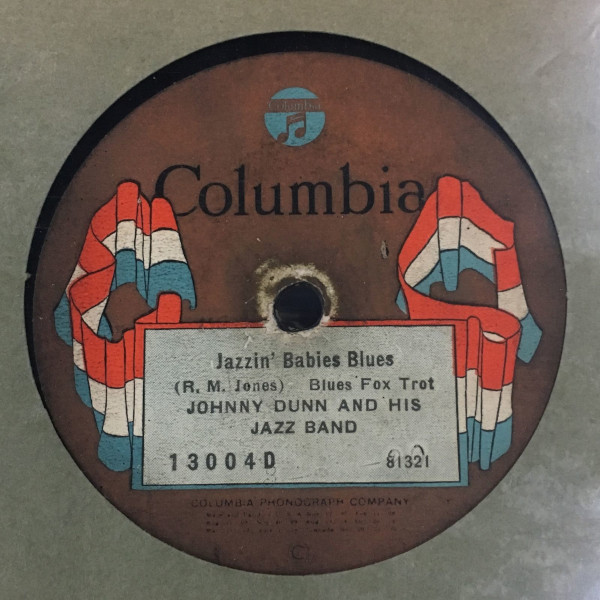 Columbia
Columbia
Jazzin' Babies Blues
(R. M. Jones) Blues Fox Trot
JOHNNY DUNN AND HIS
JAZZ BAND
13004D 81321
COLUMBIA PHONOGRAPH COMPANY